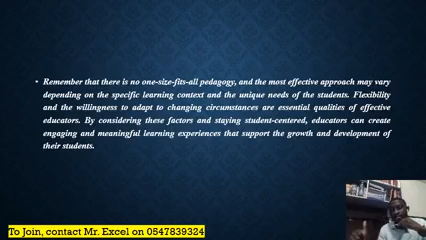 • Remember that there is no one-size-fits-all pedagogy, and the most effective approach may vary
depending on the specific learning context and the unique needs of the students. Flexibility
and the willingness to adapt to changing circumstances are essential qualities of effective
educators. By considering these factors and staying student-centered, educators can create
engaging and meaningful learning experiences that support the growth and development of
their students.
To Join, contact Mr. Excel on 0547839324